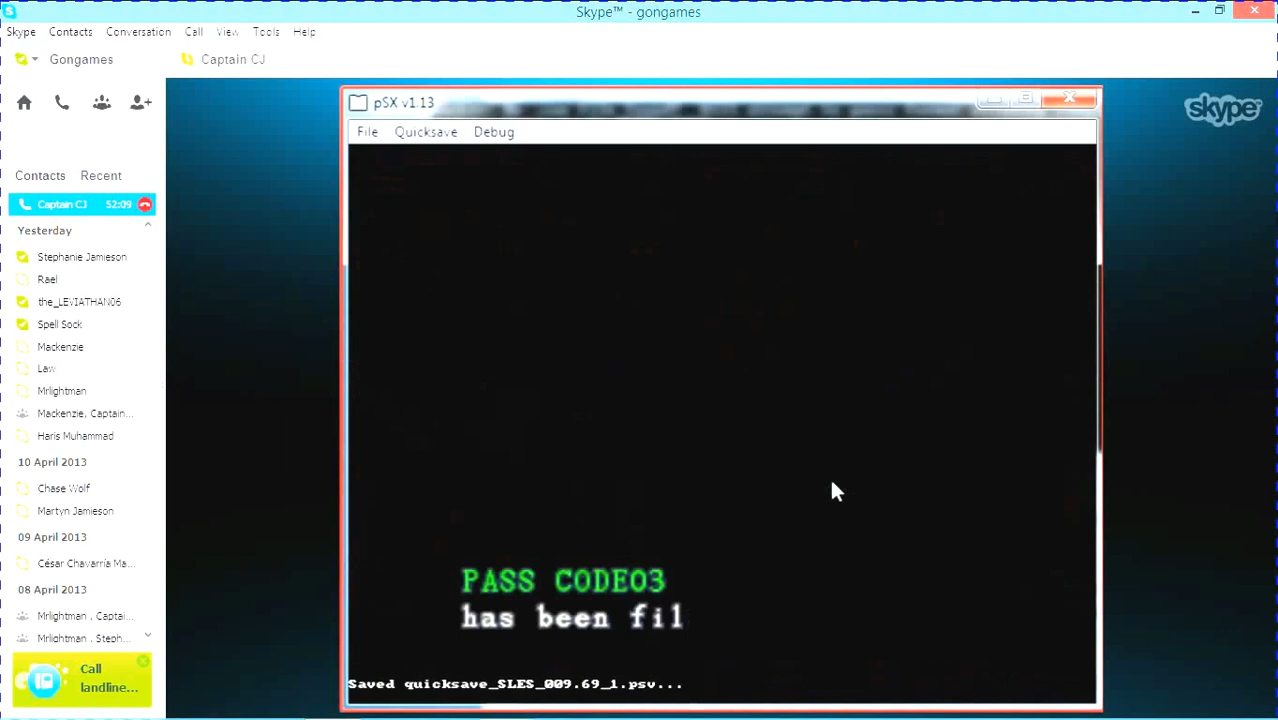 Skype™ - gongames
Skype Contacts Conversation Call View Tools Help
Gongames
Captain CJ
pSX v1.13
skype
File Quicksave Debug
Contacts Recent
Captain CJ 52:09
Yesterday
Stephanie Jamieson
Rael
the_LEVIATHAN06
Spell Sock
Mackenzie
Law
Mrlightman
Mackenzie, Captain...
Haris Muhammad
10 April 2013
Chase Wolf
Martyn Jamieson
09 April 2013
César Chavarría Ma...
08 April 2013
Mrlightman , Captai...
Mrlightman , Steph...
Call
landline...
PASS CODE03
has been fil
Saved quicksave_SLES_009.69_1.psv...